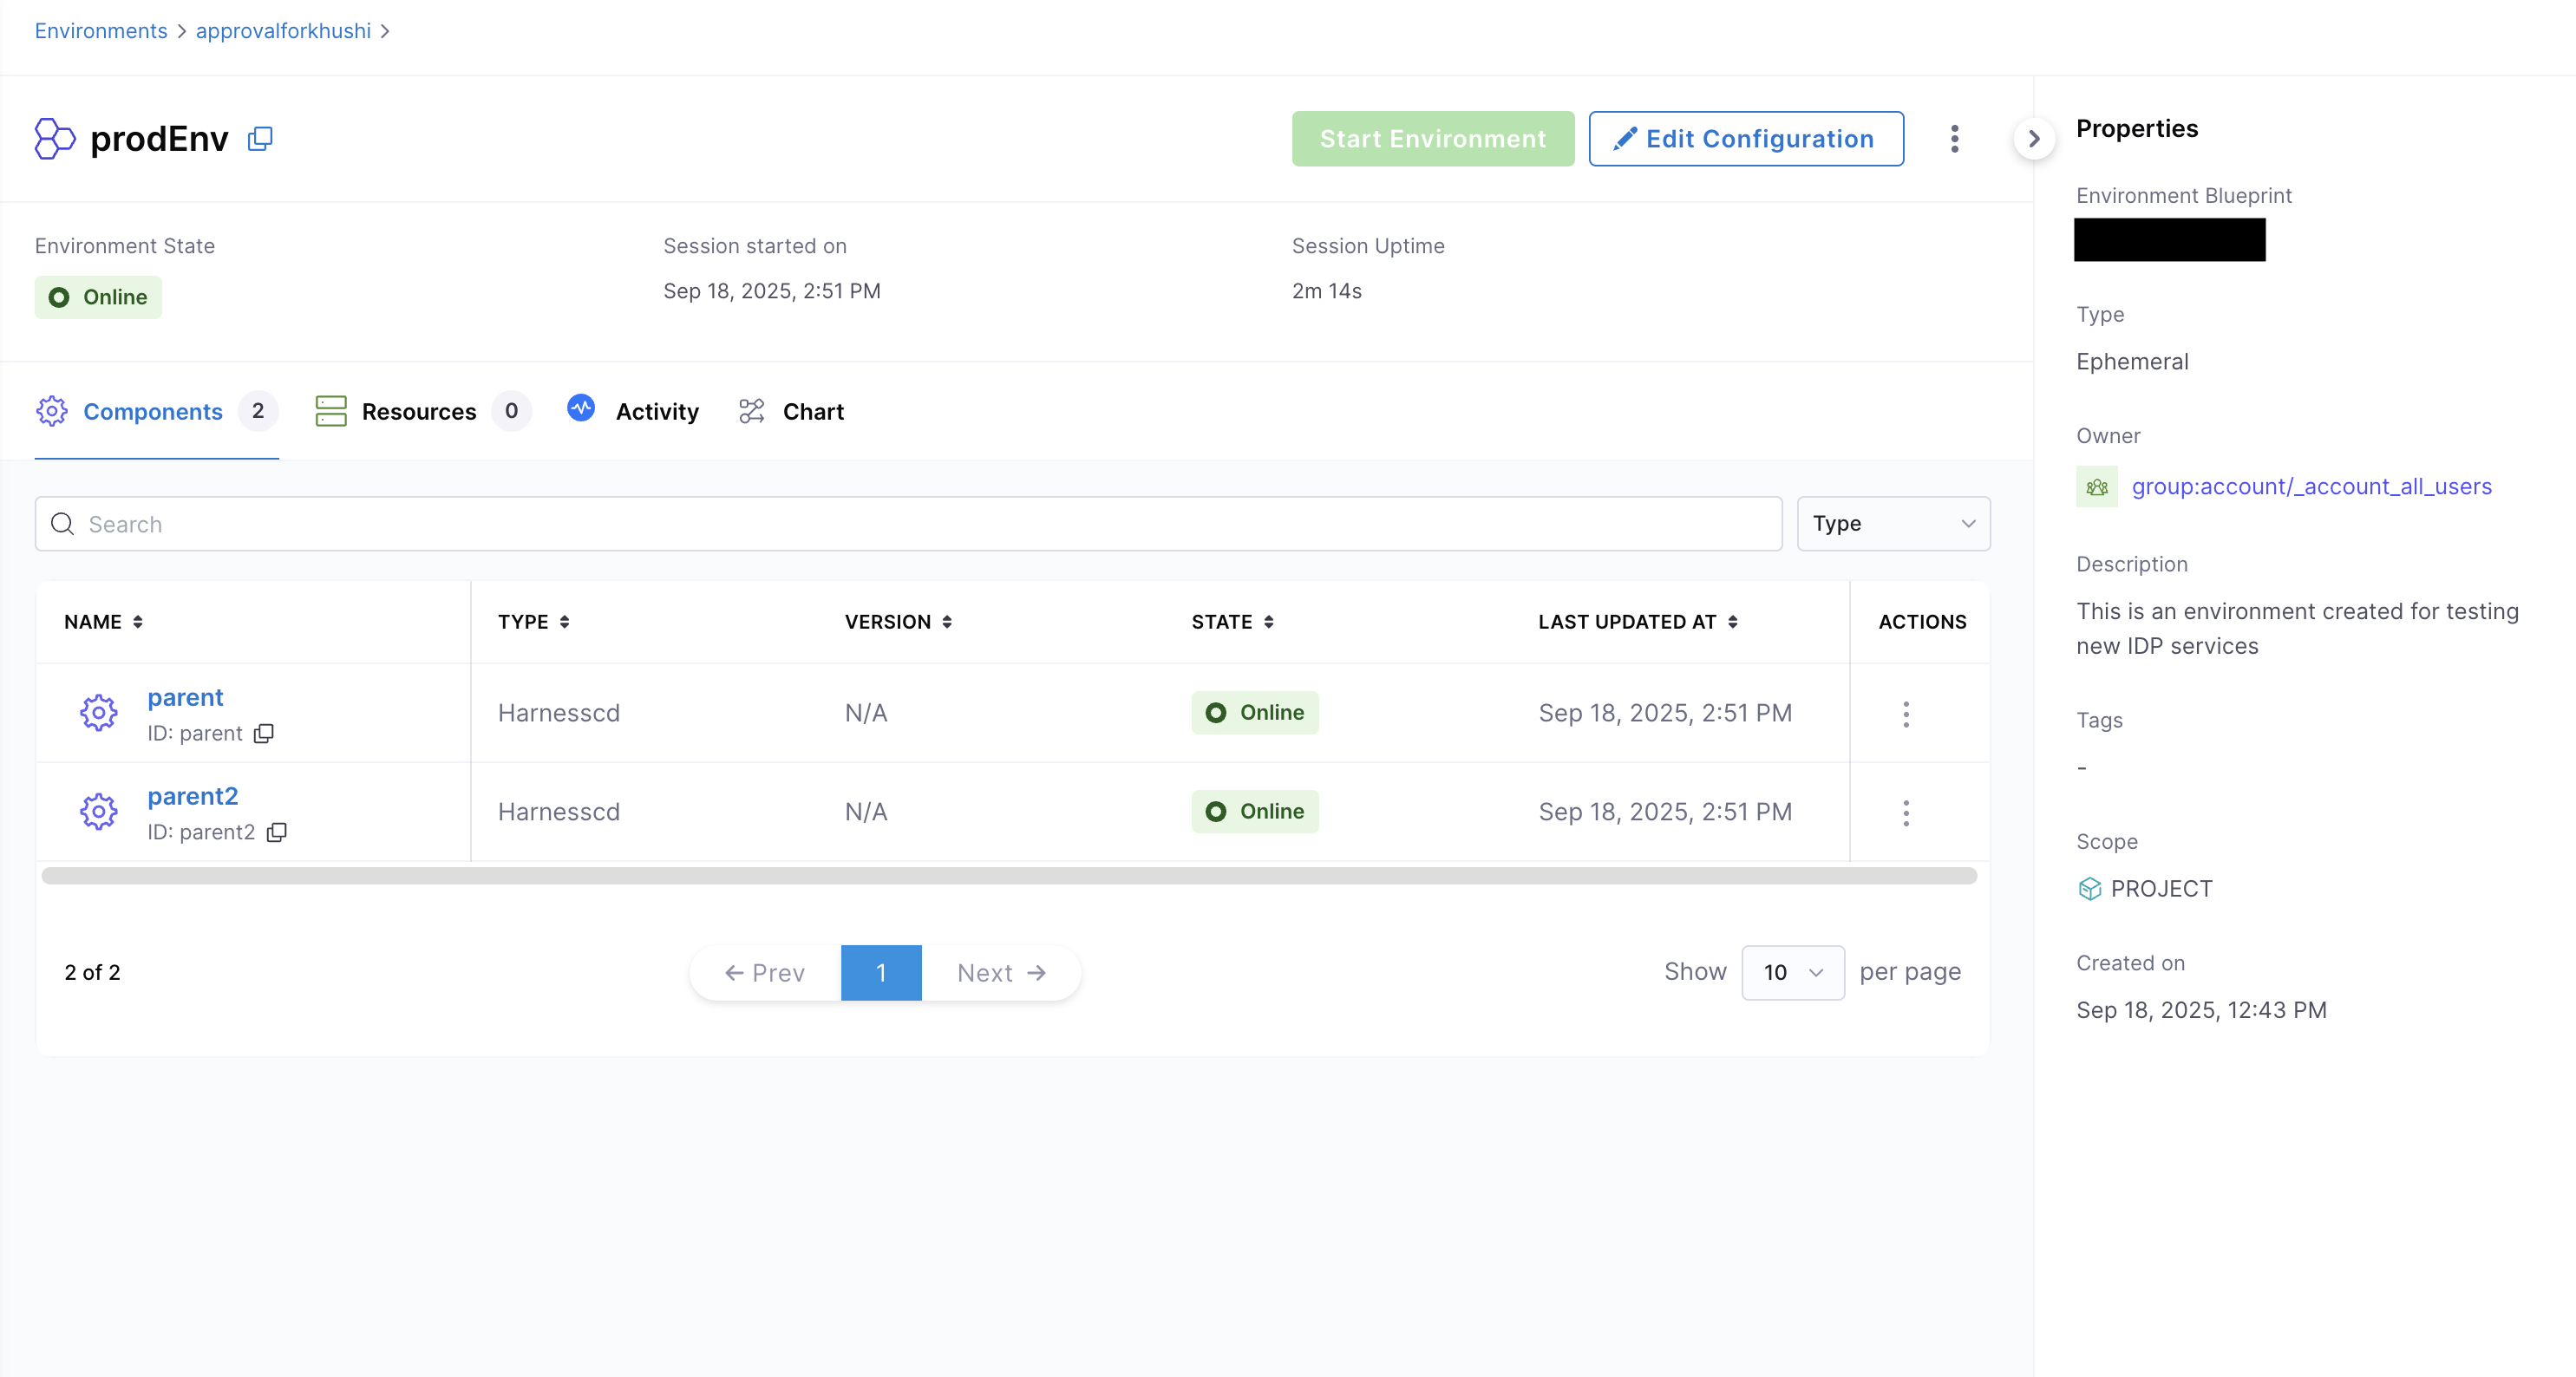 Environments > approvalforkhushi >
prodEnv
Start Environment
Edit Configuration
Environment State
Online
Session started on
Sep 18, 2025, 2:51 PM
Session Uptime
2m 14s
Components 2
Resources 0
Activity
Chart
Search
Type
NAME TYPE VERSION STATE LAST UPDATED AT ACTIONS
parent
ID: parent
Harnesscd N/A Online Sep 18, 2025, 2:51 PM
parent2
ID: parent2
Harnesscd N/A Online Sep 18, 2025, 2:51 PM
2 of 2
← Prev 1 Next →
Show 10 per page
Properties
Environment Blueprint
Type
Ephemeral
Owner
group:account/_account_all_users
Description
This is an environment created for testing
new IDP services
Tags
-
Scope
PROJECT
Created on
Sep 18, 2025, 12:43 PM